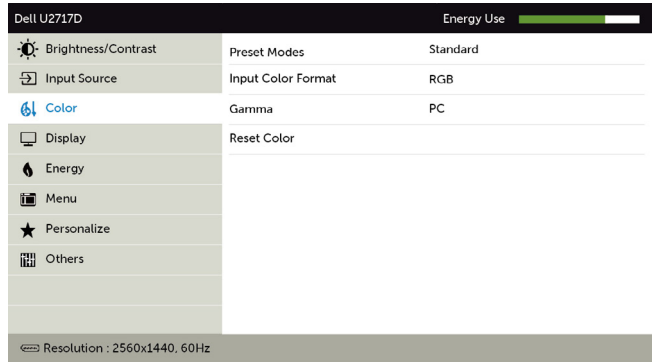 Dell U2717D Energy Use
Brightness/Contrast
Input Source
Color
Display
Energy
Menu
Personalize
Others
Preset Modes Standard
Input Color Format RGB
Gamma PC
Reset Color
Resolution : 2560x1440, 60Hz